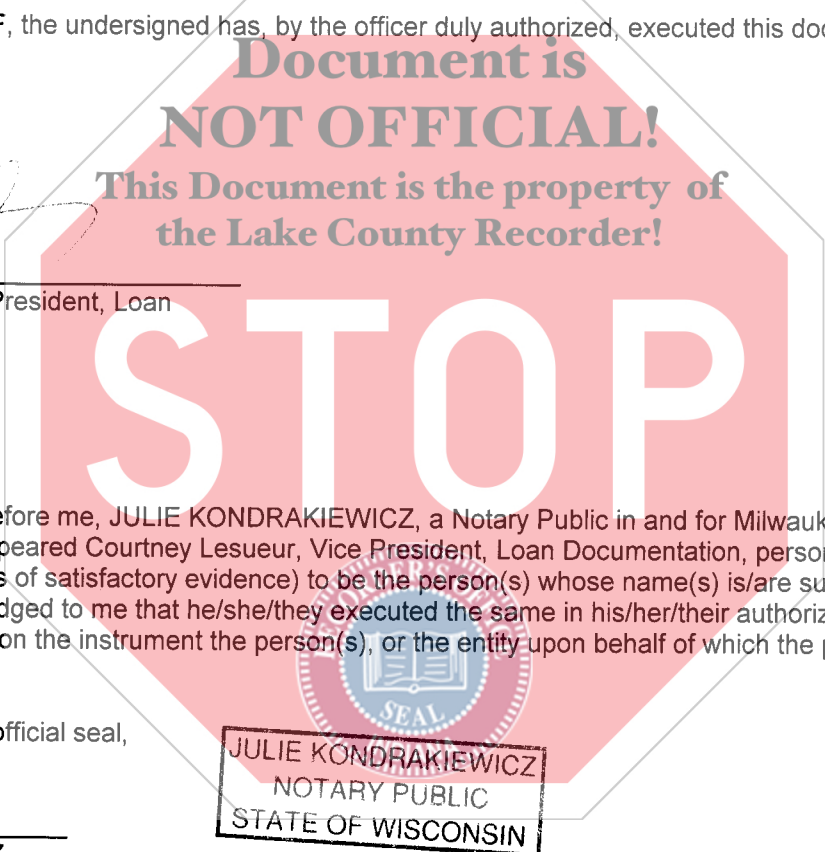 , the undersigned has, by the officer duly authorized, executed this doc
Document is
NOT OFFICIAL!
This Document is the property of
the Lake County Recorder!
President, Loan
STOP
efore me, JULIE KONDRAKIEWICZ, a Notary Public in and for Milwauk
peared Courtney Lesueur, Vice President, Loan Documentation, person
s of satisfactory evidence) to be the person(s) whose name(s) is/are su
dged to me that he/she/they executed the same in his/her/their authoriz
on the instrument the person(s), or the entity upon behalf of which the p
SEAL
official seal,
JULIE KONDRAKIEWICZ
NOTARY PUBLIC
STATE OF WISCONSIN